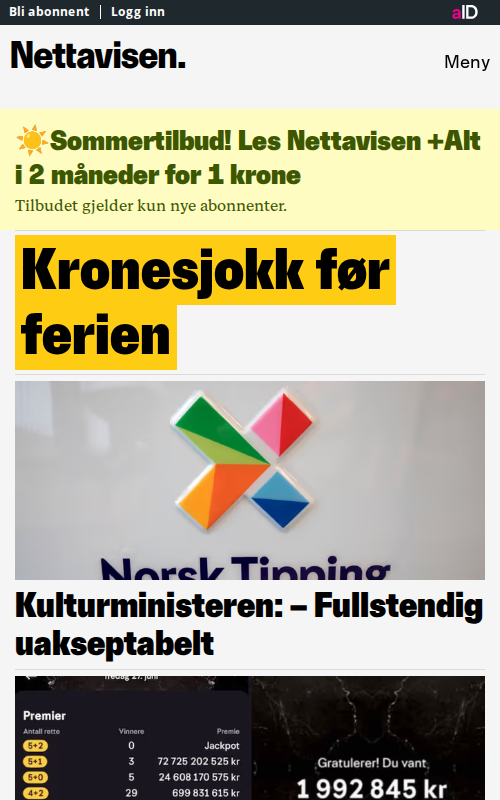 Bli abonnent | Logg inn
aID
Nettavisen.
Meny
☀️Sommertilbud! Les Nettavisen +Alt
i 2 måneder for 1 krone
Tilbudet gjelder kun nye abonnenter.
Kronesjokk før
ferien
Norsk Tipping
Kulturministeren: – Fullstendig
uakseptabelt
fredag 27. juni
Premier
Antall rette Vinnere Premie
5+2 0 Jackpot
5+1 3 72 725 202 525 kr
5+0 5 24 608 170 575 kr
4+2 29 699 831 615 kr
Gratulerer! Du vant
1 992 845 kr